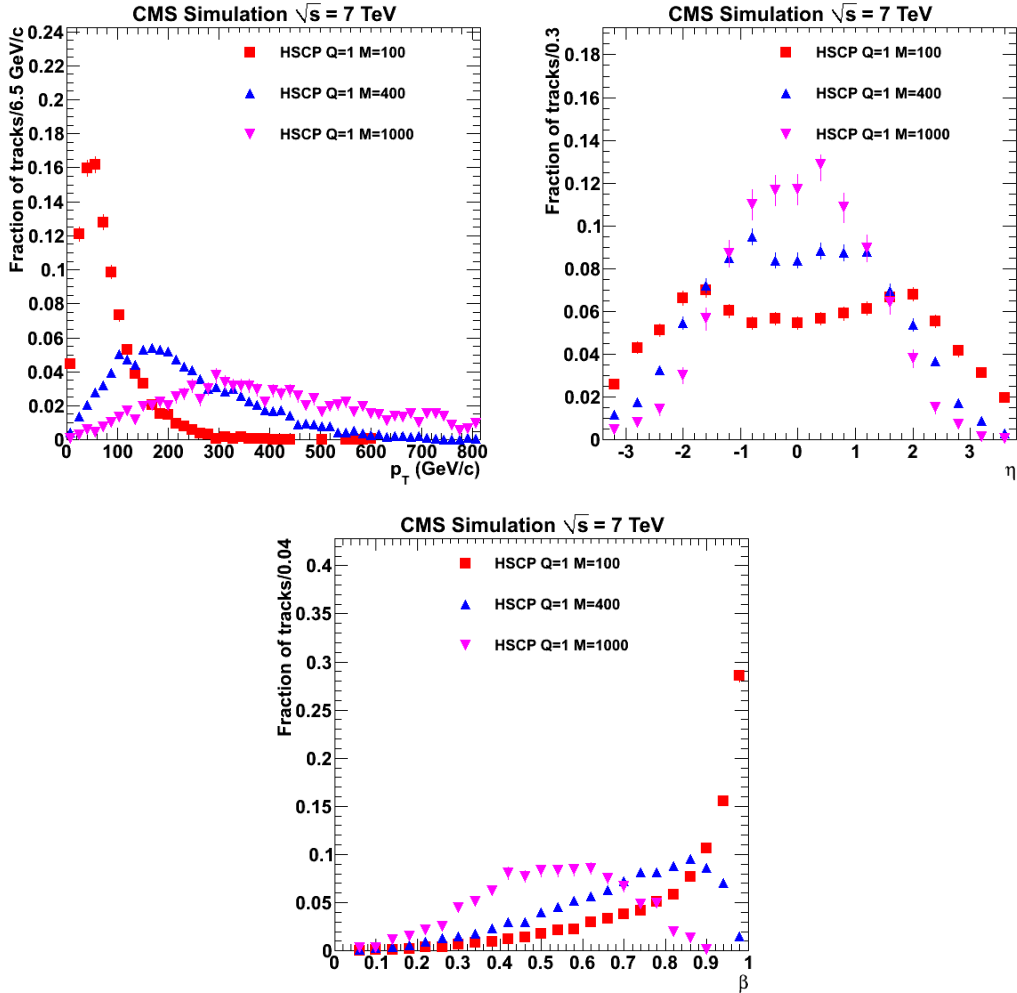 CMS Simulation √s = 7 TeV
Fraction of tracks/6.5 GeV/c
0.24
0.22
0.2
0.18
0.16
0.14
0.12
0.1
0.08
0.06
0.04
0.02
0
HSCP Q=1 M=100
HSCP Q=1 M=400
HSCP Q=1 M=1000
0 100 200 300 400 500 600 700 800
p_T (GeV/c)
CMS Simulation √s = 7 TeV
Fraction of tracks/0.3
0.18
0.16
0.14
0.12
0.1
0.08
0.06
0.04
0.02
0
HSCP Q=1 M=100
HSCP Q=1 M=400
HSCP Q=1 M=1000
-3 -2 -1 0 1 2 3
η
CMS Simulation √s = 7 TeV
Fraction of tracks/0.04
0.4
0.35
0.3
0.25
0.2
0.15
0.1
0.05
0
HSCP Q=1 M=100
HSCP Q=1 M=400
HSCP Q=1 M=1000
0 0.1 0.2 0.3 0.4 0.5 0.6 0.7 0.8 0.9 1
β